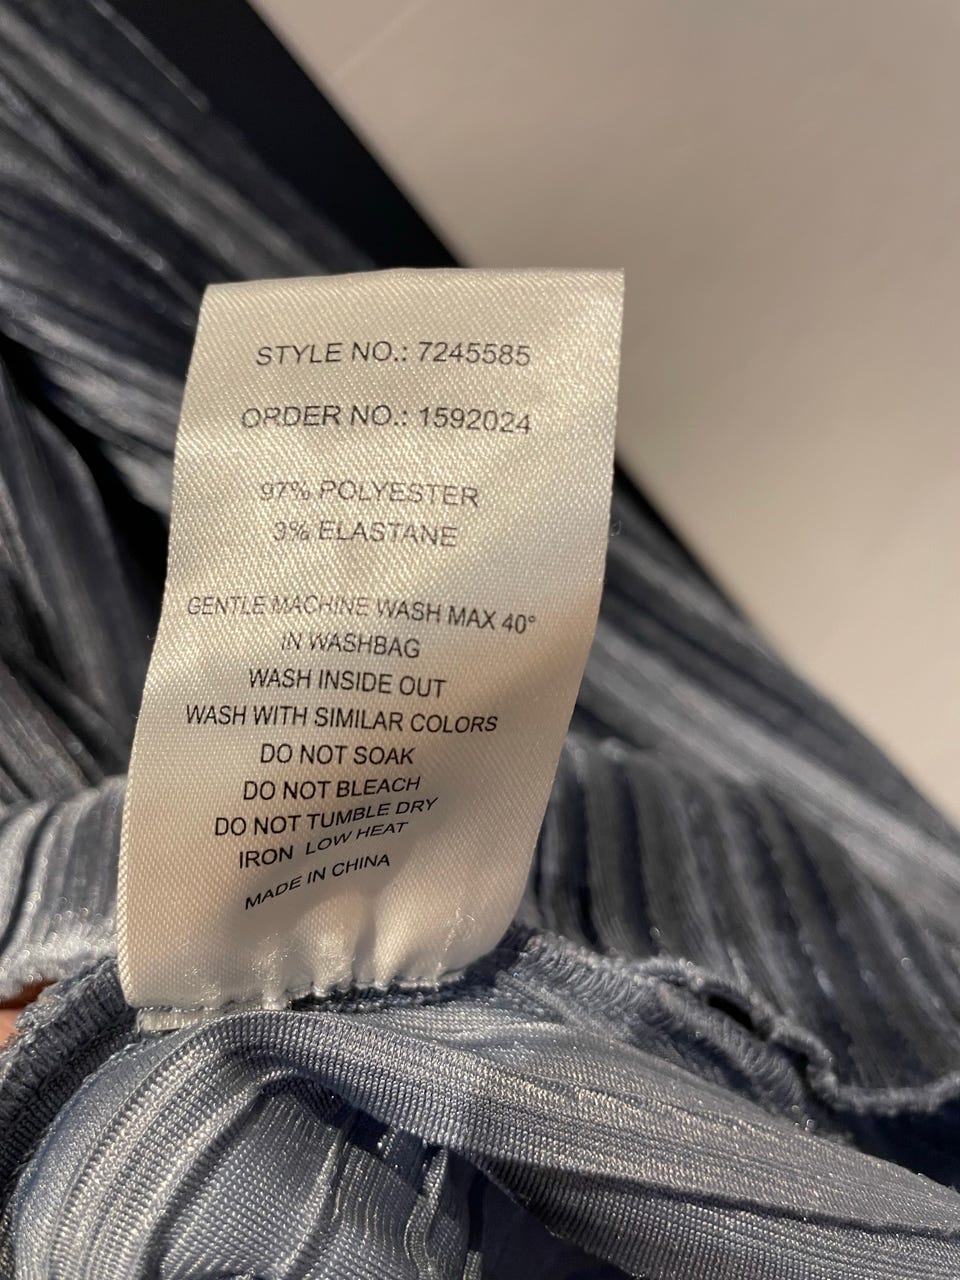 STYLE NO.: 7245585
ORDER NO.: 1592024
97% POLYESTER
3% ELASTANE
GENTLE MACHINE WASH MAX 40°
IN WASHBAG
WASH INSIDE OUT
WASH WITH SIMILAR COLORS
DO NOT SOAK
DO NOT BLEACH
DO NOT TUMBLE DRY
IRON LOW HEAT
MADE IN CHINA